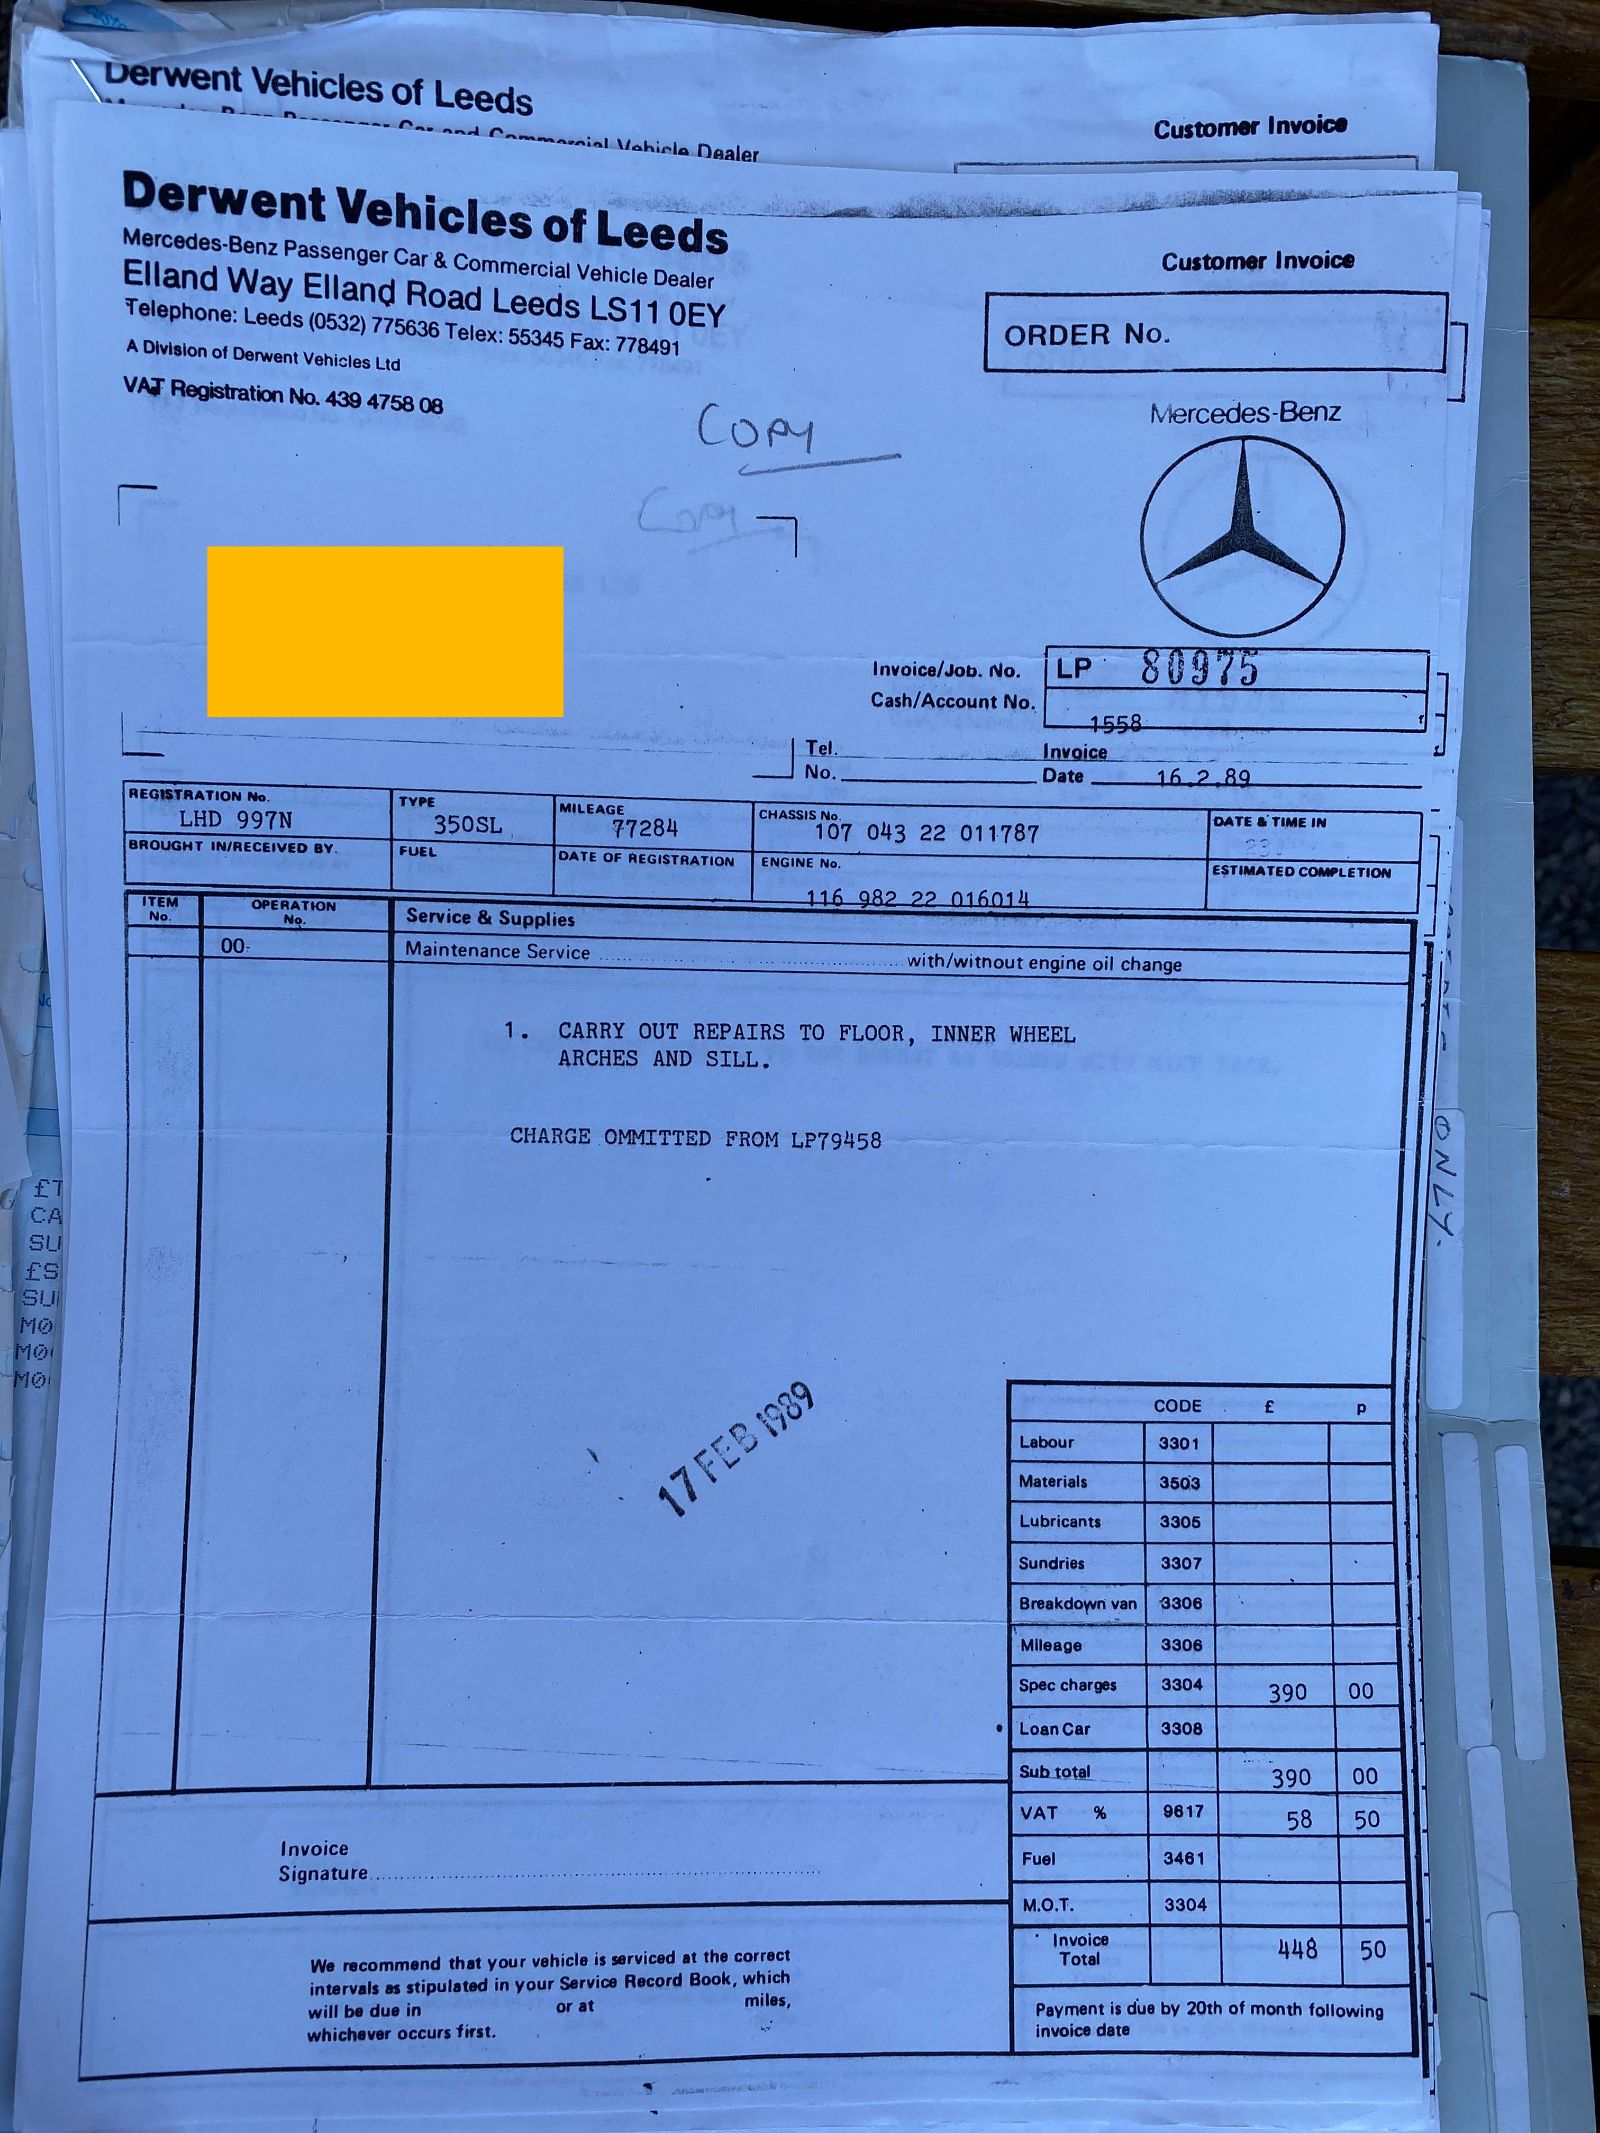 Derwent Vehicles of Leeds
Commercial Vehicle Dealer
Customer Invoice
Derwent Vehicles of Leeds
Mercedes-Benz Passenger Car & Commercial Vehicle Dealer
Elland Way Elland Road Leeds LS11 0EY
Telephone: Leeds (0532) 775636 Telex: 55345 Fax: 778491
A Division of Derwent Vehicles Ltd
VAT Registration No. 439 4758 08
Customer Invoice
ORDER No.
Copy
Copy
Mercedes-Benz
Invoice/Job. No. LP 80975
Cash/Account No. 1558
Tel. No.
Invoice Date 16.2.89
REGISTRATION No. TYPE MILEAGE CHASSIS No. DATE & TIME IN
LHD 997N 350SL 77284 107 043 22 011787 23.
BROUGHT IN/RECEIVED BY. FUEL DATE OF REGISTRATION ENGINE No. ESTIMATED COMPLETION
116 982 22 016014
ITEM No. OPERATION No. Service & Supplies
00- Maintenance Service with/without engine oil change
1. CARRY OUT REPAIRS TO FLOOR, INNER WHEEL
ARCHES AND SILL.
CHARGE OMMITTED FROM LP79458
ONLY.
17 FEB 1989
CODE £ p
Labour 3301
Materials 3503
Lubricants 3305
Sundries 3307
Breakdown van 3306
Mileage 3306
Spec charges 3304 390 00
Loan Car 3308
Sub total 390 00
VAT % 9617 58 50
Fuel 3461
M.O.T. 3304
Invoice Total 448 50
Payment is due by 20th of month following
invoice date
Invoice
Signature
We recommend that your vehicle is serviced at the correct
intervals as stipulated in your Service Record Book, which
will be due in or at miles,
whichever occurs first.